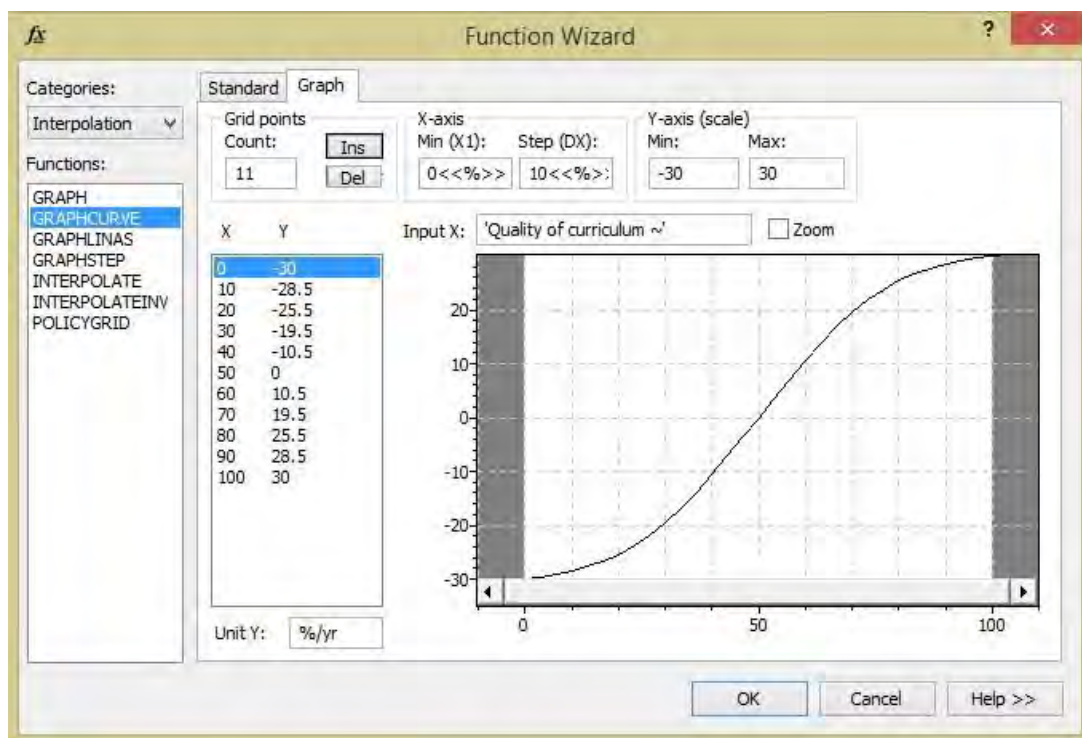 fx
Function Wizard
?
×
Categories:
Interpolation
Functions:
GRAPH
GRAPHCURVE
GRAPHLINAS
GRAPHSTEP
INTERPOLATE
INTERPOLATEINV
POLICYGRID
Standard Graph
Grid points
Count:
11
Ins
Del
X-axis
Min (X1): Step (DX):
0<<%>> 10<<%>:
Y-axis (scale)
Min: Max:
-30 30
X Y
0 -30
10 -28.5
20 -25.5
30 -19.5
40 -10.5
50 0
60 10.5
70 19.5
80 25.5
90 28.5
100 30
Unit Y: %/yr
Input X: 'Quality of curriculum ~'
Zoom
20
10
0
-10
-20
-30
0 50 100
OK Cancel Help >>